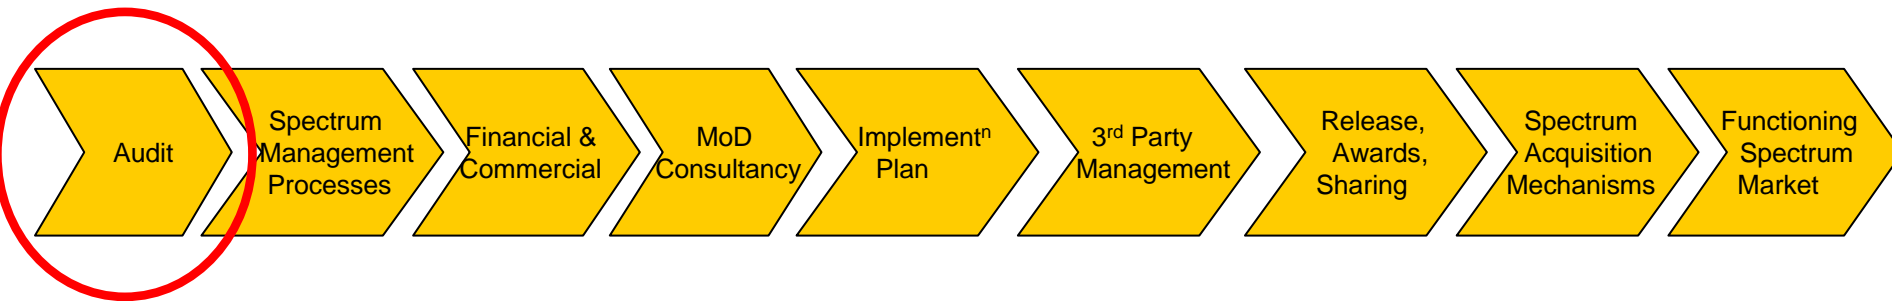 Audit
Spectrum
Management
Processes
Financial &
Commercial
MoD
Consultancy
Implementⁿ
Plan
3rd Party
Management
Release,
Awards,
Sharing
Spectrum
Acquisition
Mechanisms
Functioning
Spectrum
Market